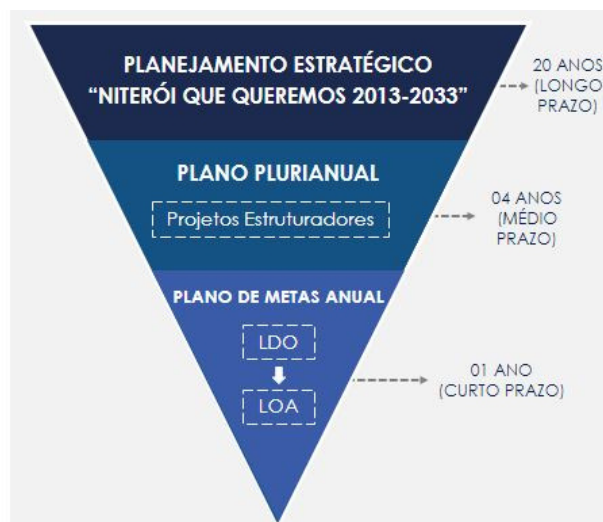 PLANEJAMENTO ESTRATÉGICO
“NITERÓI QUE QUEREMOS 2013-2033”
20 ANOS
(LONGO
PRAZO)
PLANO PLURIANUAL
Projetos Estruturadores
04 ANOS
(MÉDIO
PRAZO)
PLANO DE METAS ANUAL
LDO
LOA
01 ANO
(CURTO PRAZO)